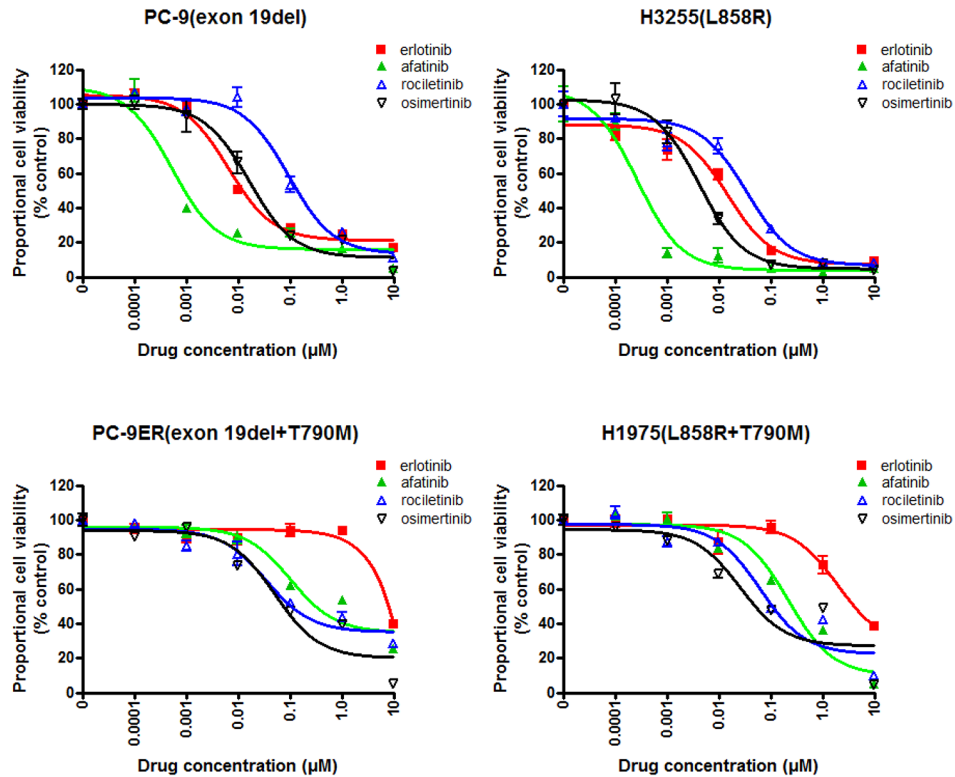 PC-9(exon 19del)
erlotinib
afatinib
rociletinib
osimertinib
Proportional cell viability
(% control)
120
100
80
60
40
20
0
0
0.0001
0.001
0.01
0.1
1.0
10
Drug concentration (µM)
H3255(L858R)
erlotinib
afatinib
rociletinib
osimertinib
Proportional cell viability
(% control)
120
100
80
60
40
20
0
0
0.0001
0.001
0.01
0.1
1.0
10
Drug concentration (µM)
PC-9ER(exon 19del+T790M)
erlotinib
afatinib
rociletinib
osimertinib
Proportional cell viability
(% control)
120
100
80
60
40
20
0
0
0.0001
0.001
0.01
0.1
1.0
10
Drug concentration (µM)
H1975(L858R+T790M)
erlotinib
afatinib
rociletinib
osimertinib
Proportional cell viability
(% control)
120
100
80
60
40
20
0
0
0.0001
0.001
0.01
0.1
1.0
10
Drug concentration (µM)